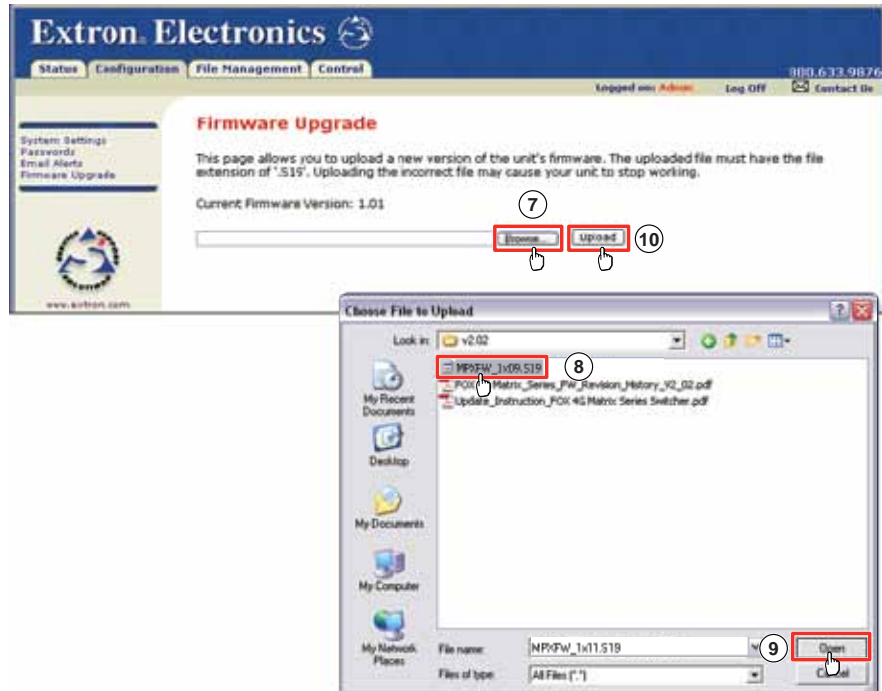 Extron® Electronics
Status Configuration File Management Control
800.633.9876
Logged on: Admin Log Off Contact Us
System Settings
Passwords
Email Alerts
Firmware Upgrade
www.extron.com
Firmware Upgrade
This page allows you to upload a new version of the unit's firmware. The uploaded file must have the file
extension of '.S19'. Uploading the incorrect file may cause your unit to stop working.
Current Firmware Version: 1.01
7
Browse... Upload 10
Choose File to Upload
Look in: v2.02
MPXFW_1x09.S19 8
Matrix_Series_FW_Revision_History_V2_02.pdf
Update_Instruction_FOX 4G Matrix Series Switcher.pdf
My Recent
Documents
Desktop
My Documents
My Computer
My Network
Places
File name: MPXFW_1x11.S19 9 Open
Files of type: All Files (*.*) Cancel